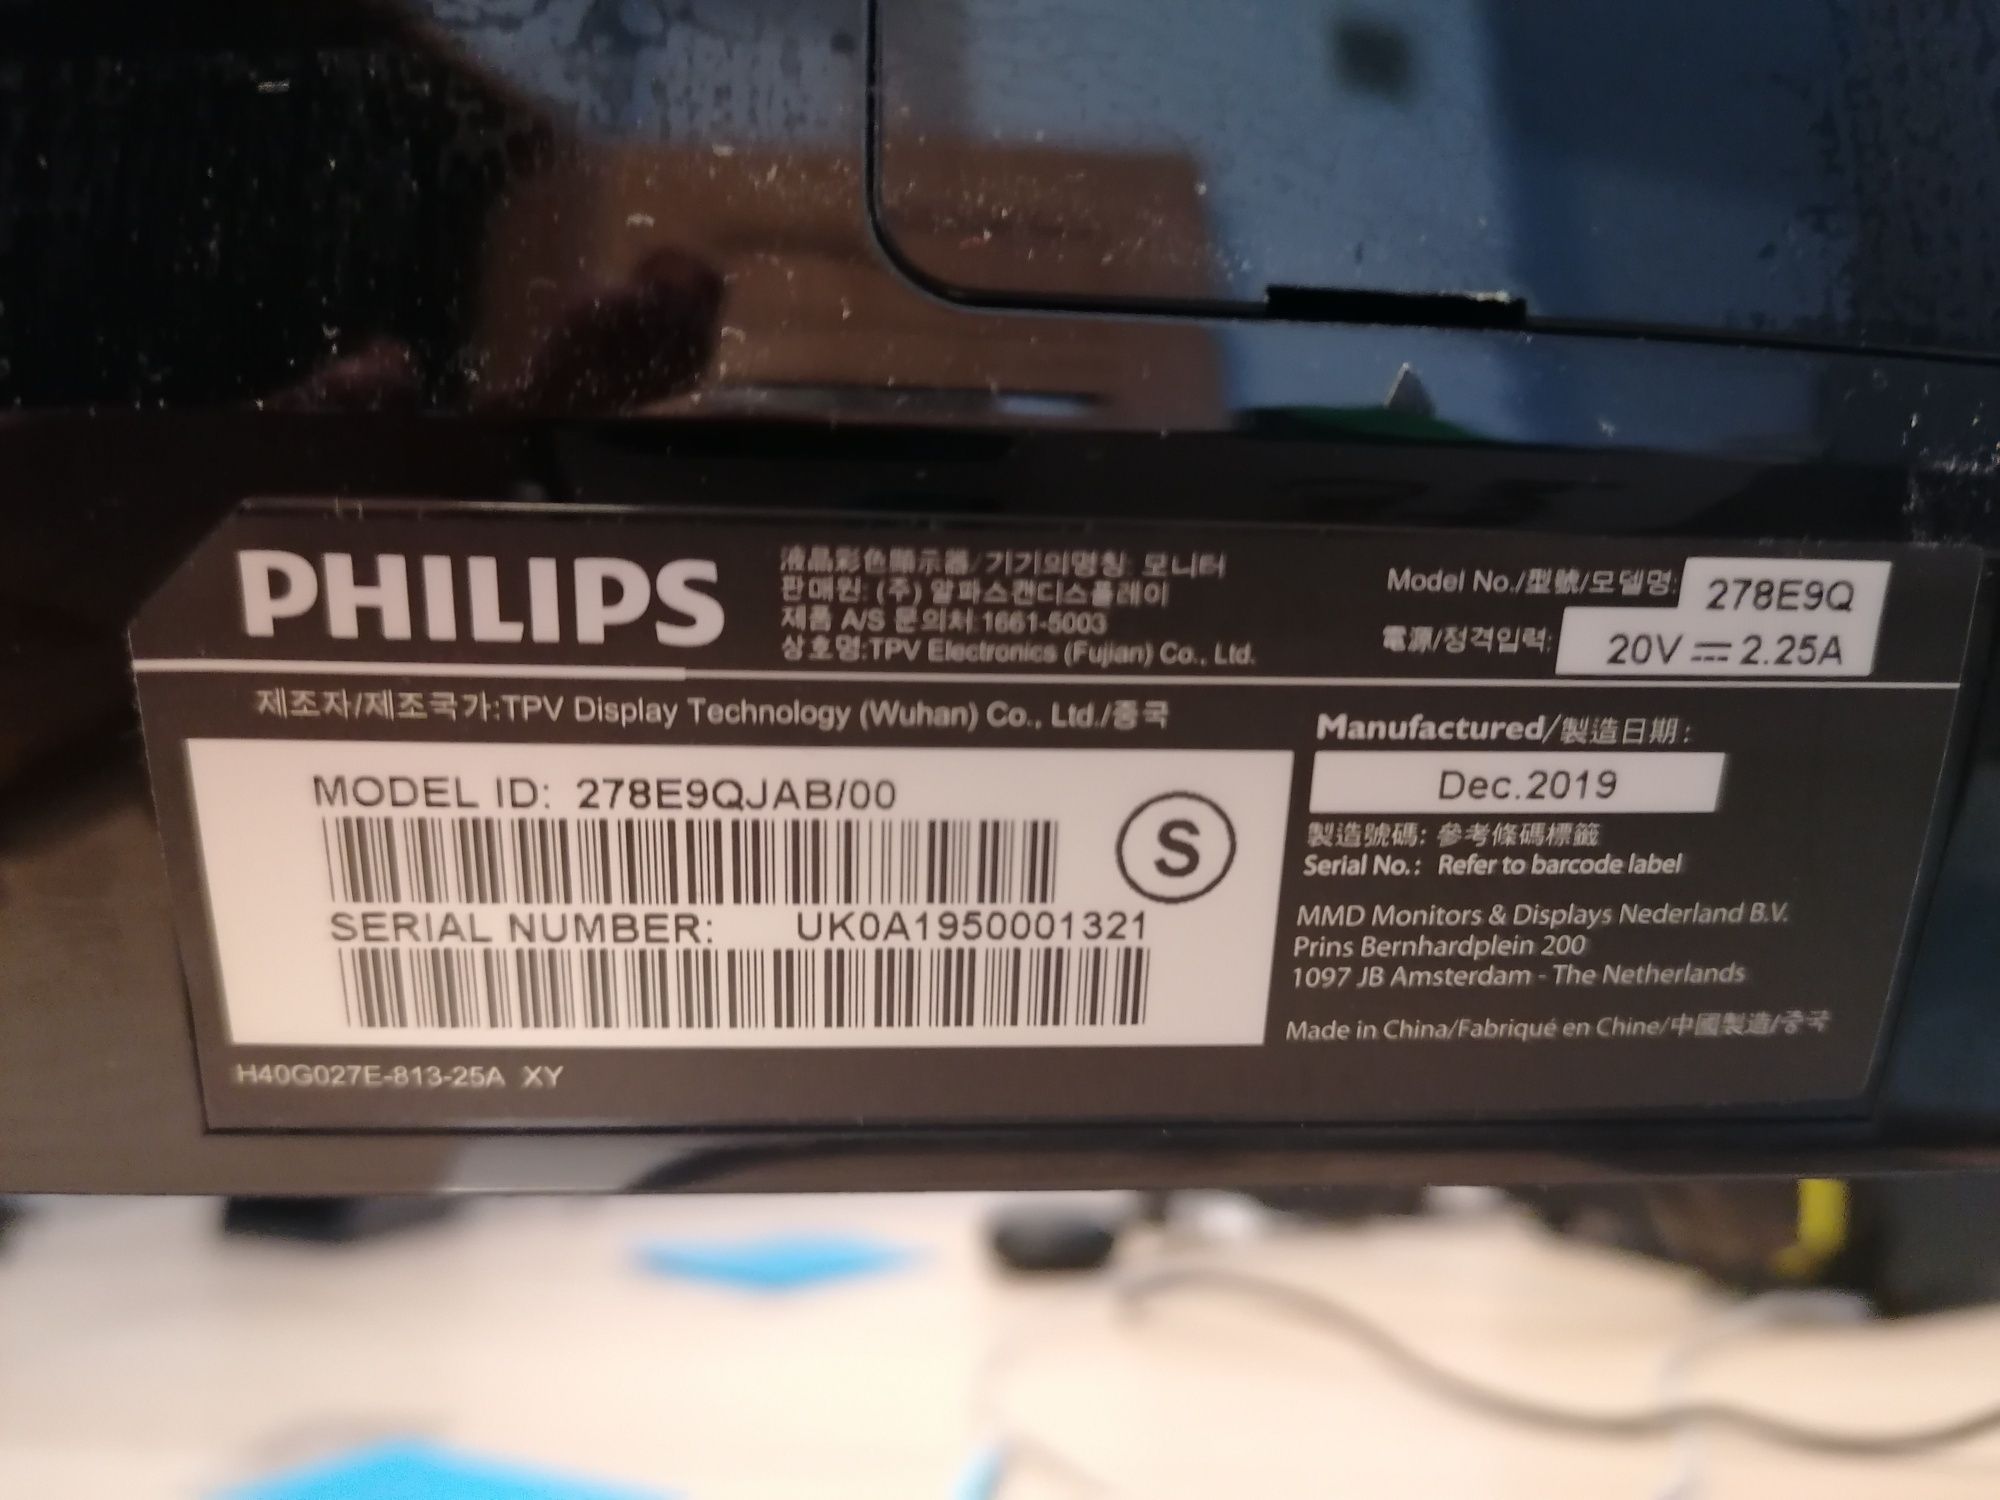 PHILIPS
液晶彩色顯示器/기기의명칭: 모니터
판매원: (주) 알파스캔디스플레이
제품 A/S 문의처:1661-5003
상호명:TPV Electronics (Fujian) Co., Ltd.
Model No./型號/모델명: 278E9Q
電源/정격입력: 20V ⎓ 2.25A
제조자/제조국가:TPV Display Technology (Wuhan) Co., Ltd./중국
MODEL ID: 278E9QJAB/00
S
SERIAL NUMBER: UK0A1950001321
H40G027E-813-25A XY
Manufactured/製造日期:
Dec.2019
製造號碼: 參考條碼標籤
Serial No.: Refer to barcode label
MMD Monitors & Displays Nederland B.V.
Prins Bernhardplein 200
1097 JB Amsterdam - The Netherlands
Made in China/Fabriqué en Chine/中國製造/중국